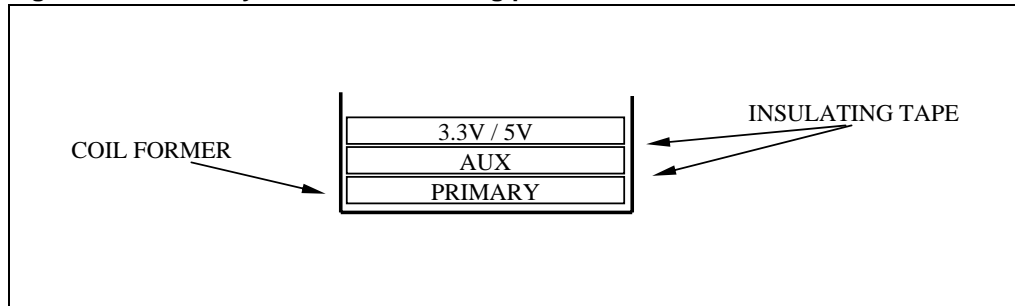 INSULATING TAPE
3.3V / 5V
COIL FORMER
AUX
PRIMARY